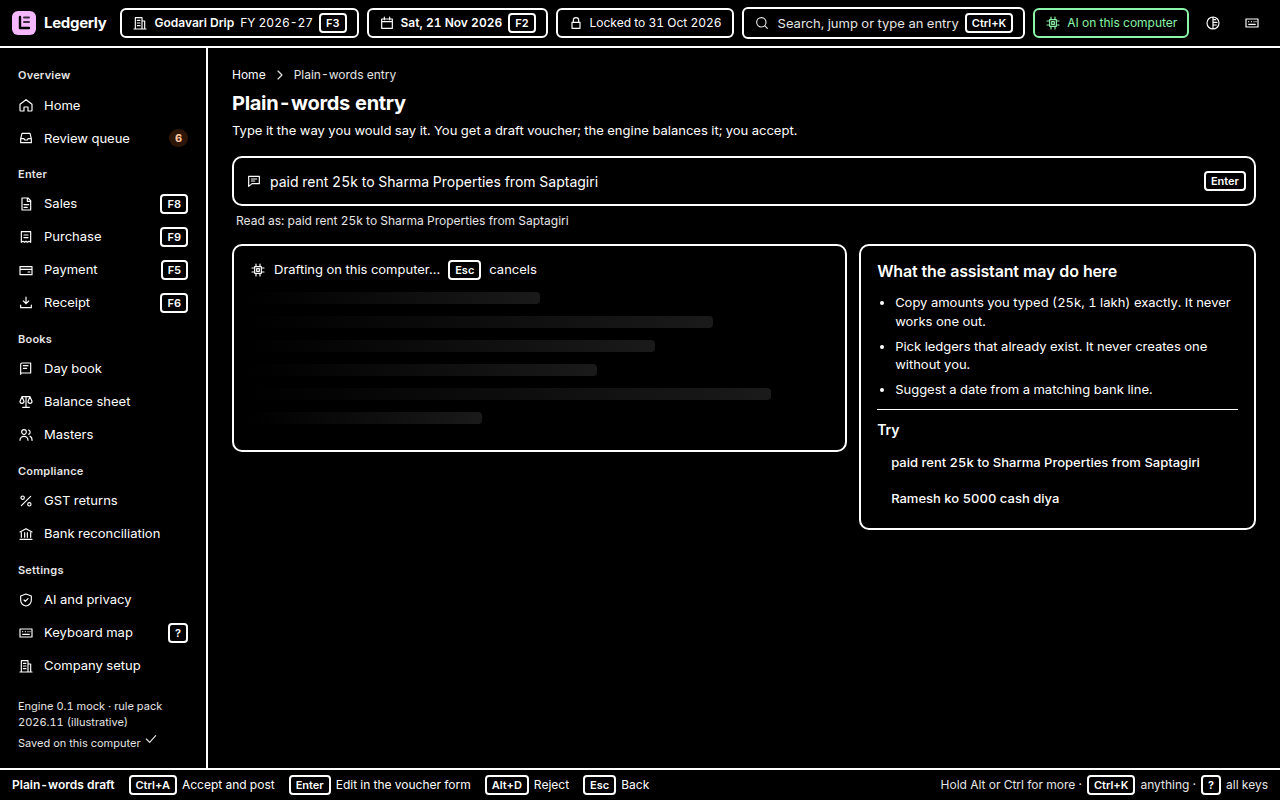 Ledgerly
Godavari Drip FY 2026-27 F3
Sat, 21 Nov 2026 F2
Locked to 31 Oct 2026
Search, jump or type an entry Ctrl+K
AI on this computer
Overview
Home
Review queue 6
Enter
Sales F8
Purchase F9
Payment F5
Receipt F6
Books
Day book
Balance sheet
Masters
Compliance
GST returns
Bank reconciliation
Settings
AI and privacy
Keyboard map ?
Company setup
Engine 0.1 mock · rule pack
2026.11 (illustrative)
Saved on this computer
Home > Plain-words entry
Plain-words entry
Type it the way you would say it. You get a draft voucher; the engine balances it; you accept.
paid rent 25k to Sharma Properties from Saptagiri Enter
Read as: paid rent 25k to Sharma Properties from Saptagiri
Drafting on this computer... Esc cancels
What the assistant may do here
• Copy amounts you typed (25k, 1 lakh) exactly. It never
works one out.
• Pick ledgers that already exist. It never creates one
without you.
• Suggest a date from a matching bank line.
Try
paid rent 25k to Sharma Properties from Saptagiri
Ramesh ko 5000 cash diya
Plain-words draft Ctrl+A Accept and post Enter Edit in the voucher form Alt+D Reject Esc Back
Hold Alt or Ctrl for more · Ctrl+K anything · ? all keys